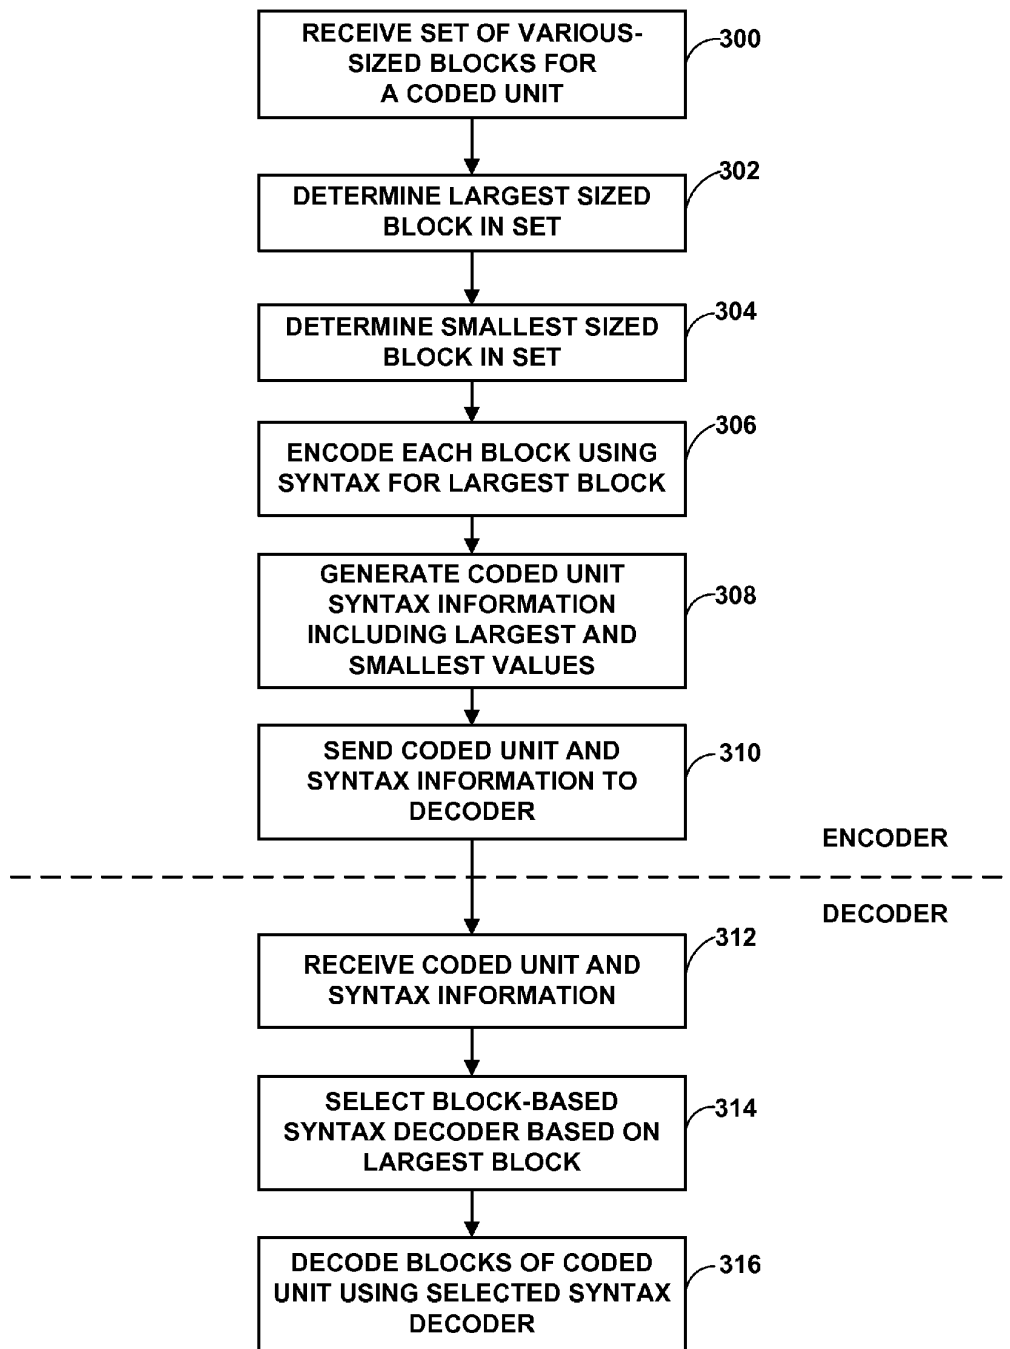 RECEIVE SET OF VARIOUS-
SIZED BLOCKS FOR
A CODED UNIT
300
DETERMINE LARGEST SIZED
BLOCK IN SET
302
DETERMINE SMALLEST SIZED
BLOCK IN SET
304
ENCODE EACH BLOCK USING
SYNTAX FOR LARGEST BLOCK
306
GENERATE CODED UNIT
SYNTAX INFORMATION
INCLUDING LARGEST AND
SMALLEST VALUES
308
SEND CODED UNIT AND
SYNTAX INFORMATION TO
DECODER
310
ENCODER
DECODER
RECEIVE CODED UNIT AND
SYNTAX INFORMATION
312
SELECT BLOCK-BASED
SYNTAX DECODER BASED ON
LARGEST BLOCK
314
DECODE BLOCKS OF CODED
UNIT USING SELECTED SYNTAX
DECODER
316